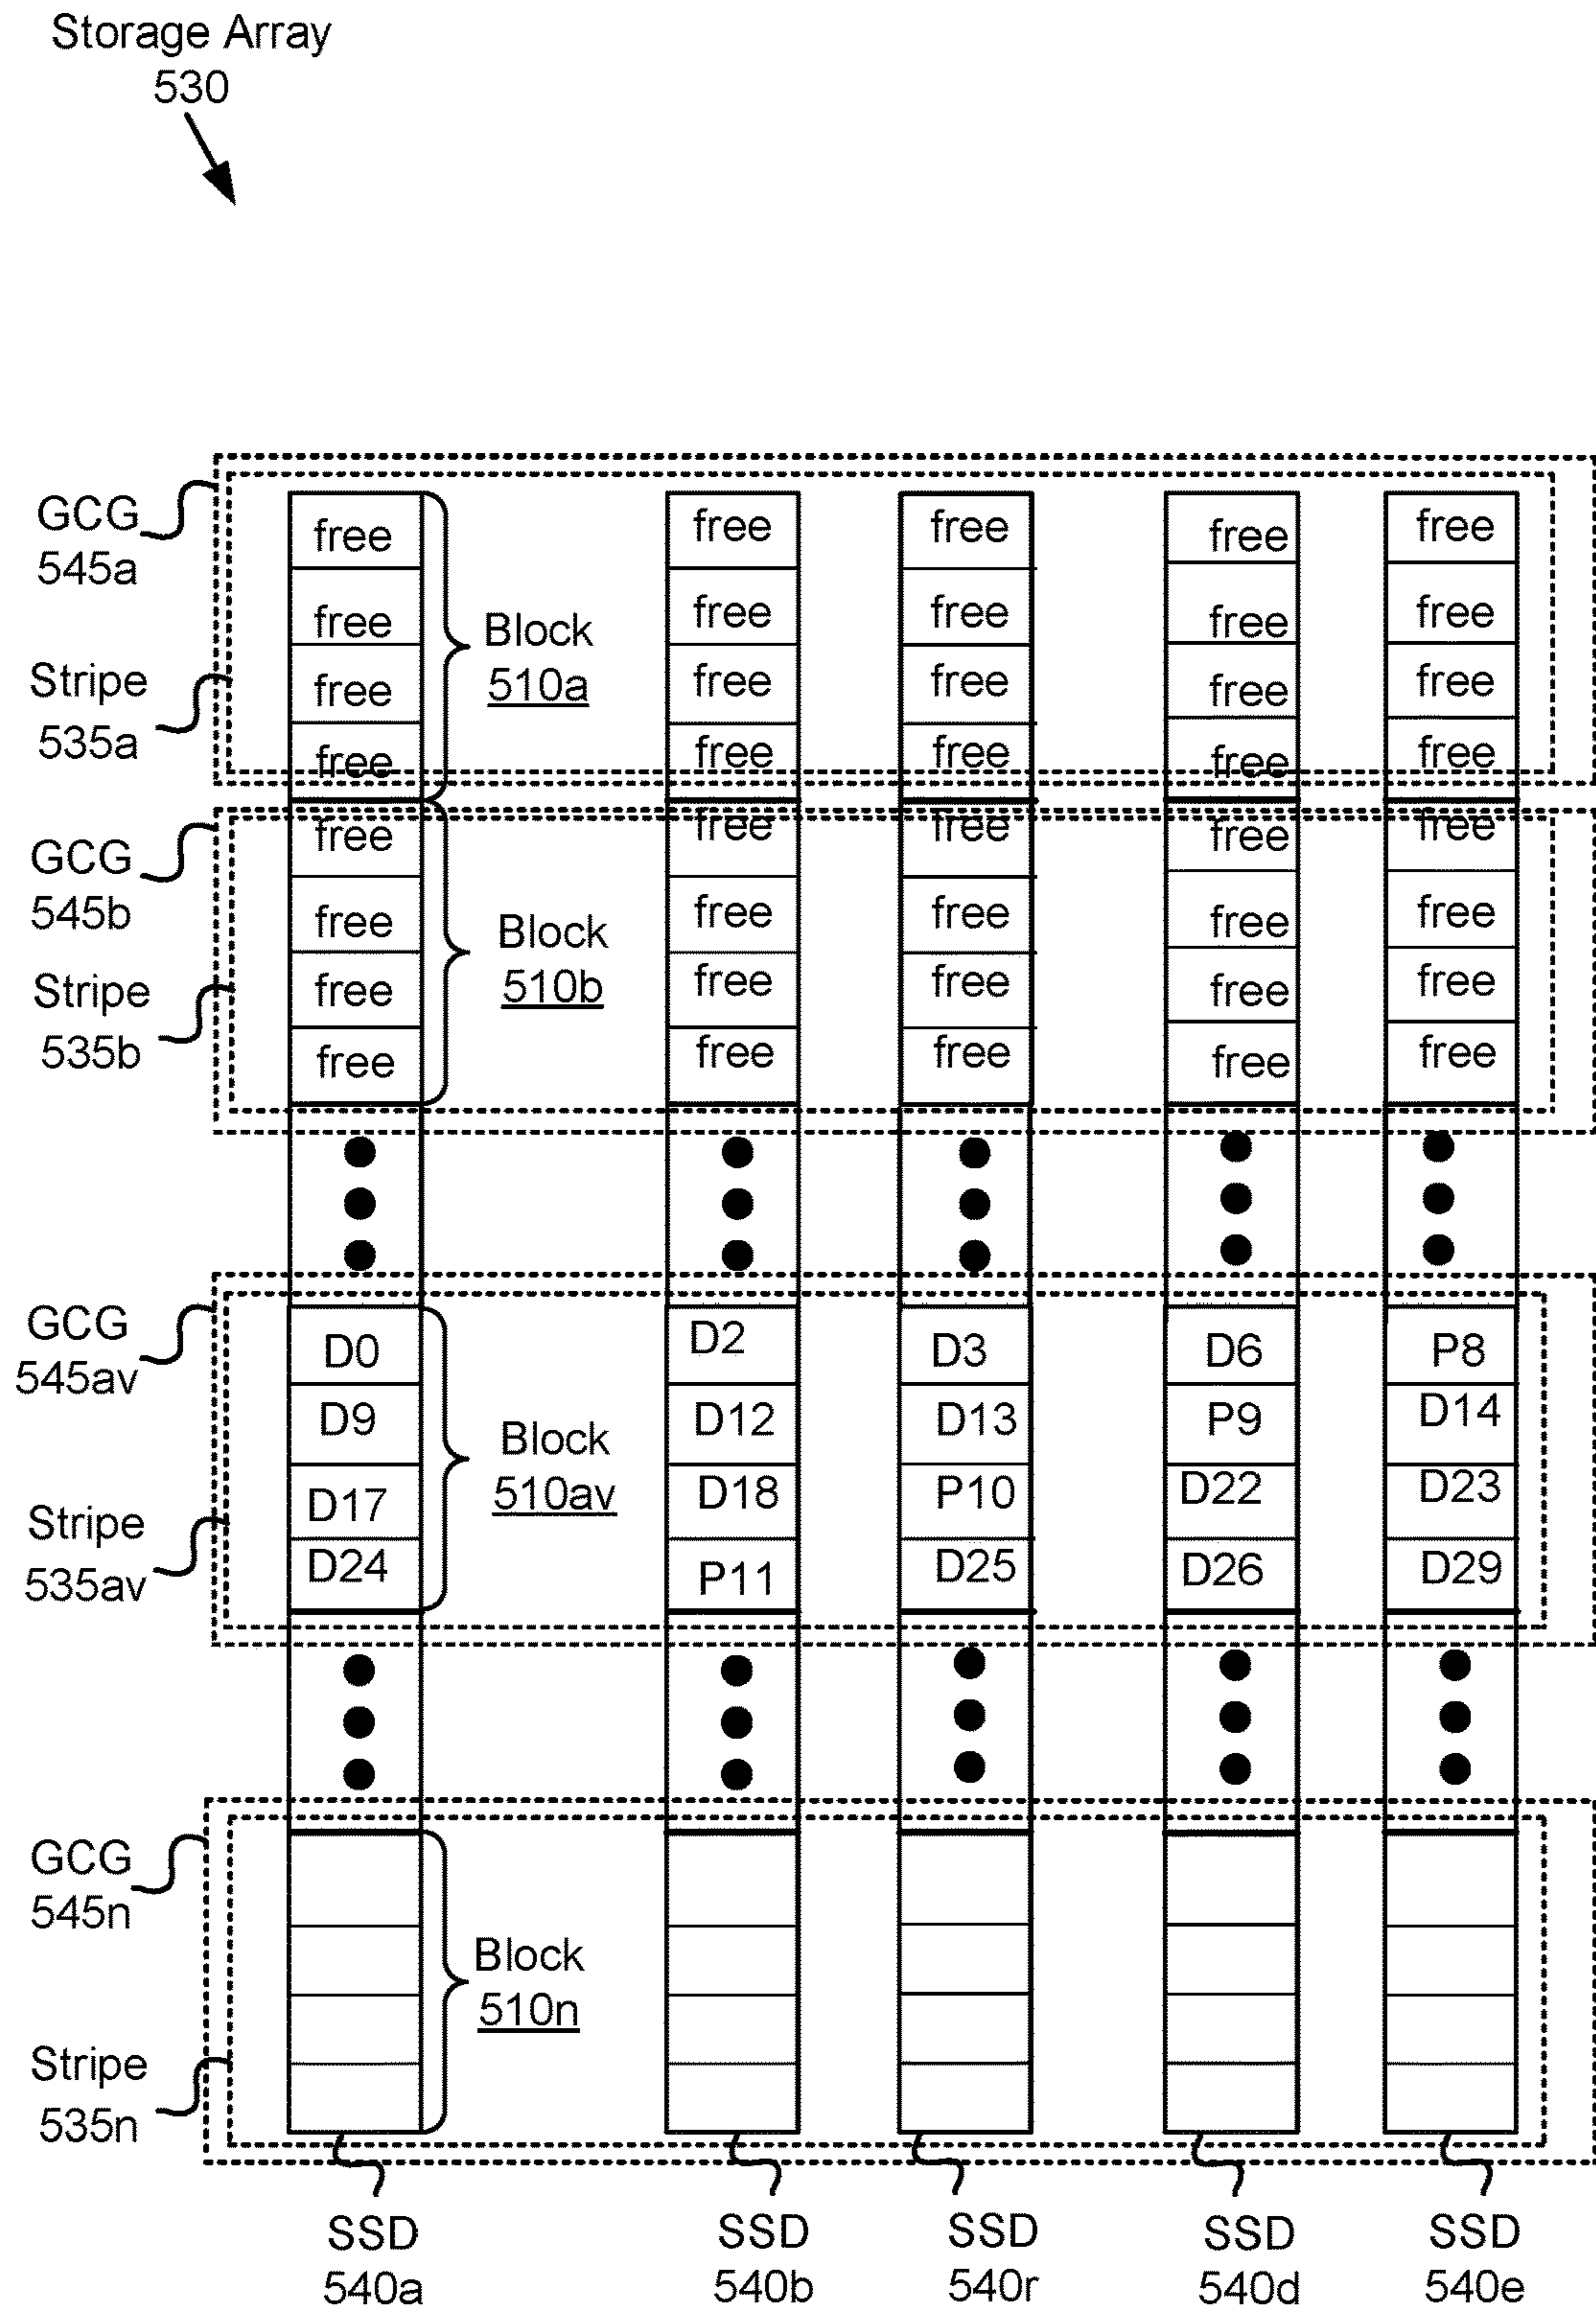 Storage Array
530
GCG
545a
Stripe
535a
free free free free free
free free free free free
free free free free free
free free free free free
Block
510a
GCG
545b
Stripe
535b
free free free free free
free free free free free
free free free free free
free free free free free
Block
510b
GCG
545av
Stripe
535av
D0 D2 D3 D6 P8
D9 D12 D13 P9 D14
D17 D18 P10 D22 D23
D24 P11 D25 D26 D29
Block
510av
GCG
545n
Stripe
535n
Block
510n
SSD SSD SSD SSD SSD
540a 540b 540r 540d 540e